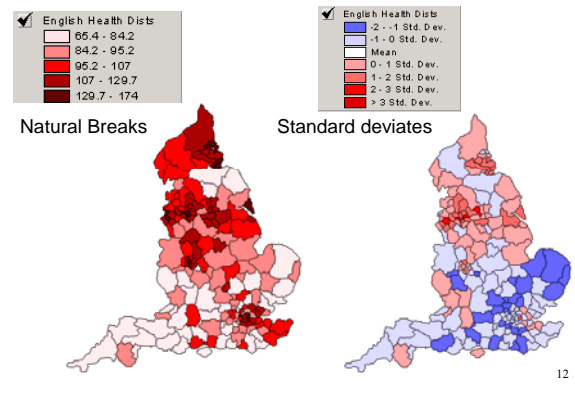 English Health Dists
65.4 - 84.2
84.2 - 95.2
95.2 - 107
107 - 129.7
129.7 - 174
Natural Breaks
English Health Dists
-2 - -1 Std. Dev.
-1 - 0 Std. Dev.
Mean
0 - 1 Std. Dev.
1 - 2 Std. Dev.
2 - 3 Std. Dev.
> 3 Std. Dev.
Standard deviates
12